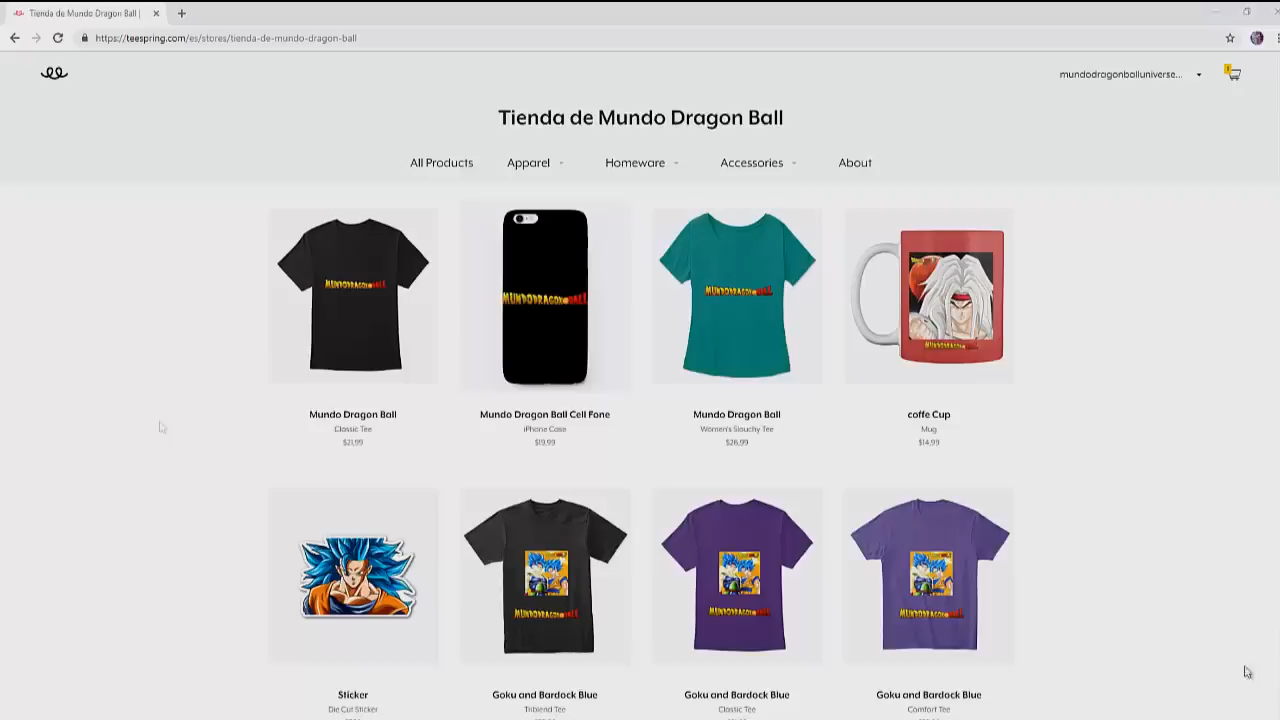 Tienda de Mundo Dragon Ball |
https://teespring.com/es/stores/tienda-de-mundo-dragon-ball
mundodragonballuniverse...
Tienda de Mundo Dragon Ball
All Products Apparel Homeware Accessories About
MUNDODRAGONBALL MUNDODRAGONBALL MUNDODRAGONBALL MUNDODRAGONBALL
Mundo Dragon Ball Mundo Dragon Ball Cell Fone Mundo Dragon Ball coffe Cup
Classic Tee iPhone Case Women's Slouchy Tee Mug
$21.99 $19.99 $26.99 $14.99
MUNDODRAGONBALL MUNDODRAGONBALL MUNDODRAGONBALL
Sticker Goku and Bardock Blue Goku and Bardock Blue Goku and Bardock Blue
Die Cut Sticker Triblend Tee Classic Tee Comfort Tee